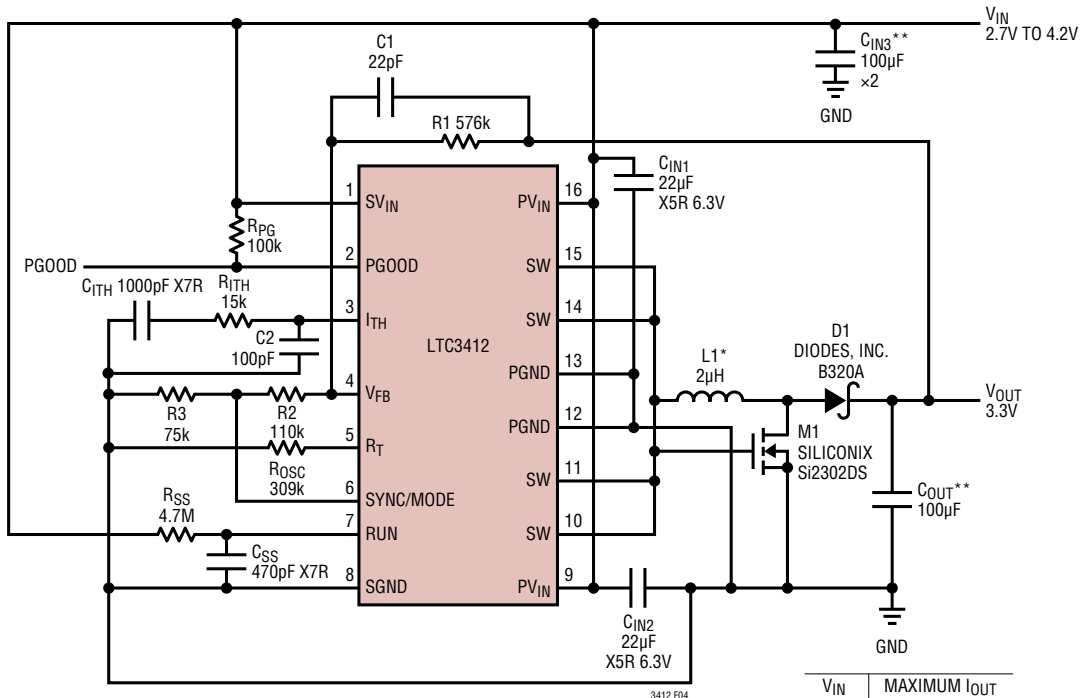 V_IN
2.7V TO 4.2V
C_IN3**
100µF
×2
GND
C1
22pF
R1 576k
C_IN1
22µF
X5R 6.3V
R_PG
100k
PGOOD
C_ITH 1000pF X7R
R_ITH
15k
C2
100pF
R3
75k
R2
110k
R_OSC
309k
R_SS
4.7M
C_SS
470pF X7R
LTC3412
1 SV_IN
2 PGOOD
3 I_TH
4 V_FB
5 R_T
6 SYNC/MODE
7 RUN
8 SGND
PV_IN 16
SW 15
SW 14
PGND 13
PGND 12
SW 11
SW 10
PV_IN 9
L1*
2µH
D1
DIODES, INC.
B320A
V_OUT
3.3V
M1
SILICONIX
Si2302DS
C_OUT**
100µF
GND
C_IN2
22µF
X5R 6.3V
3412 F04
V_IN MAXIMUM I_OUT